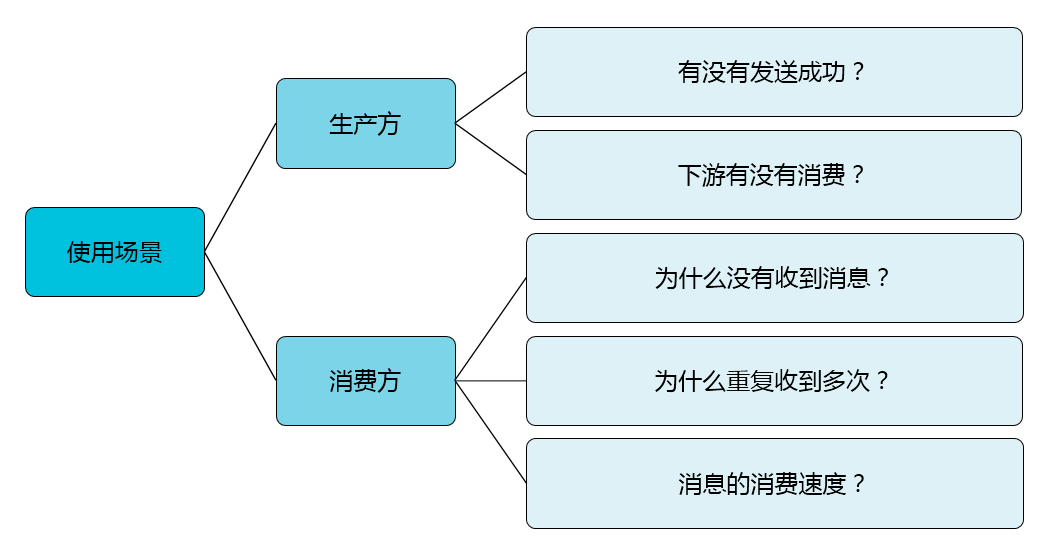 使用场景
生产方
有没有发送成功？
下游有没有消费？
消费方
为什么没有收到消息？
为什么重复收到多次？
消息的消费速度？